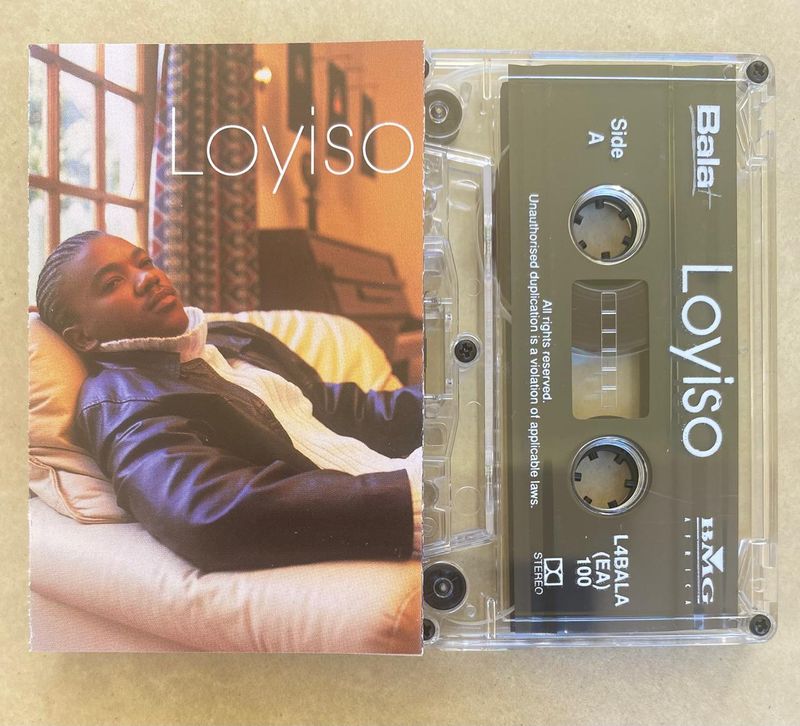 Loyiso
Bala
Side
A
Loyiso
All rights reserved.
Unauthorised duplication is a violation of applicable laws.
BMG
AFRICA
L4BALA
(EA)
100
STEREO